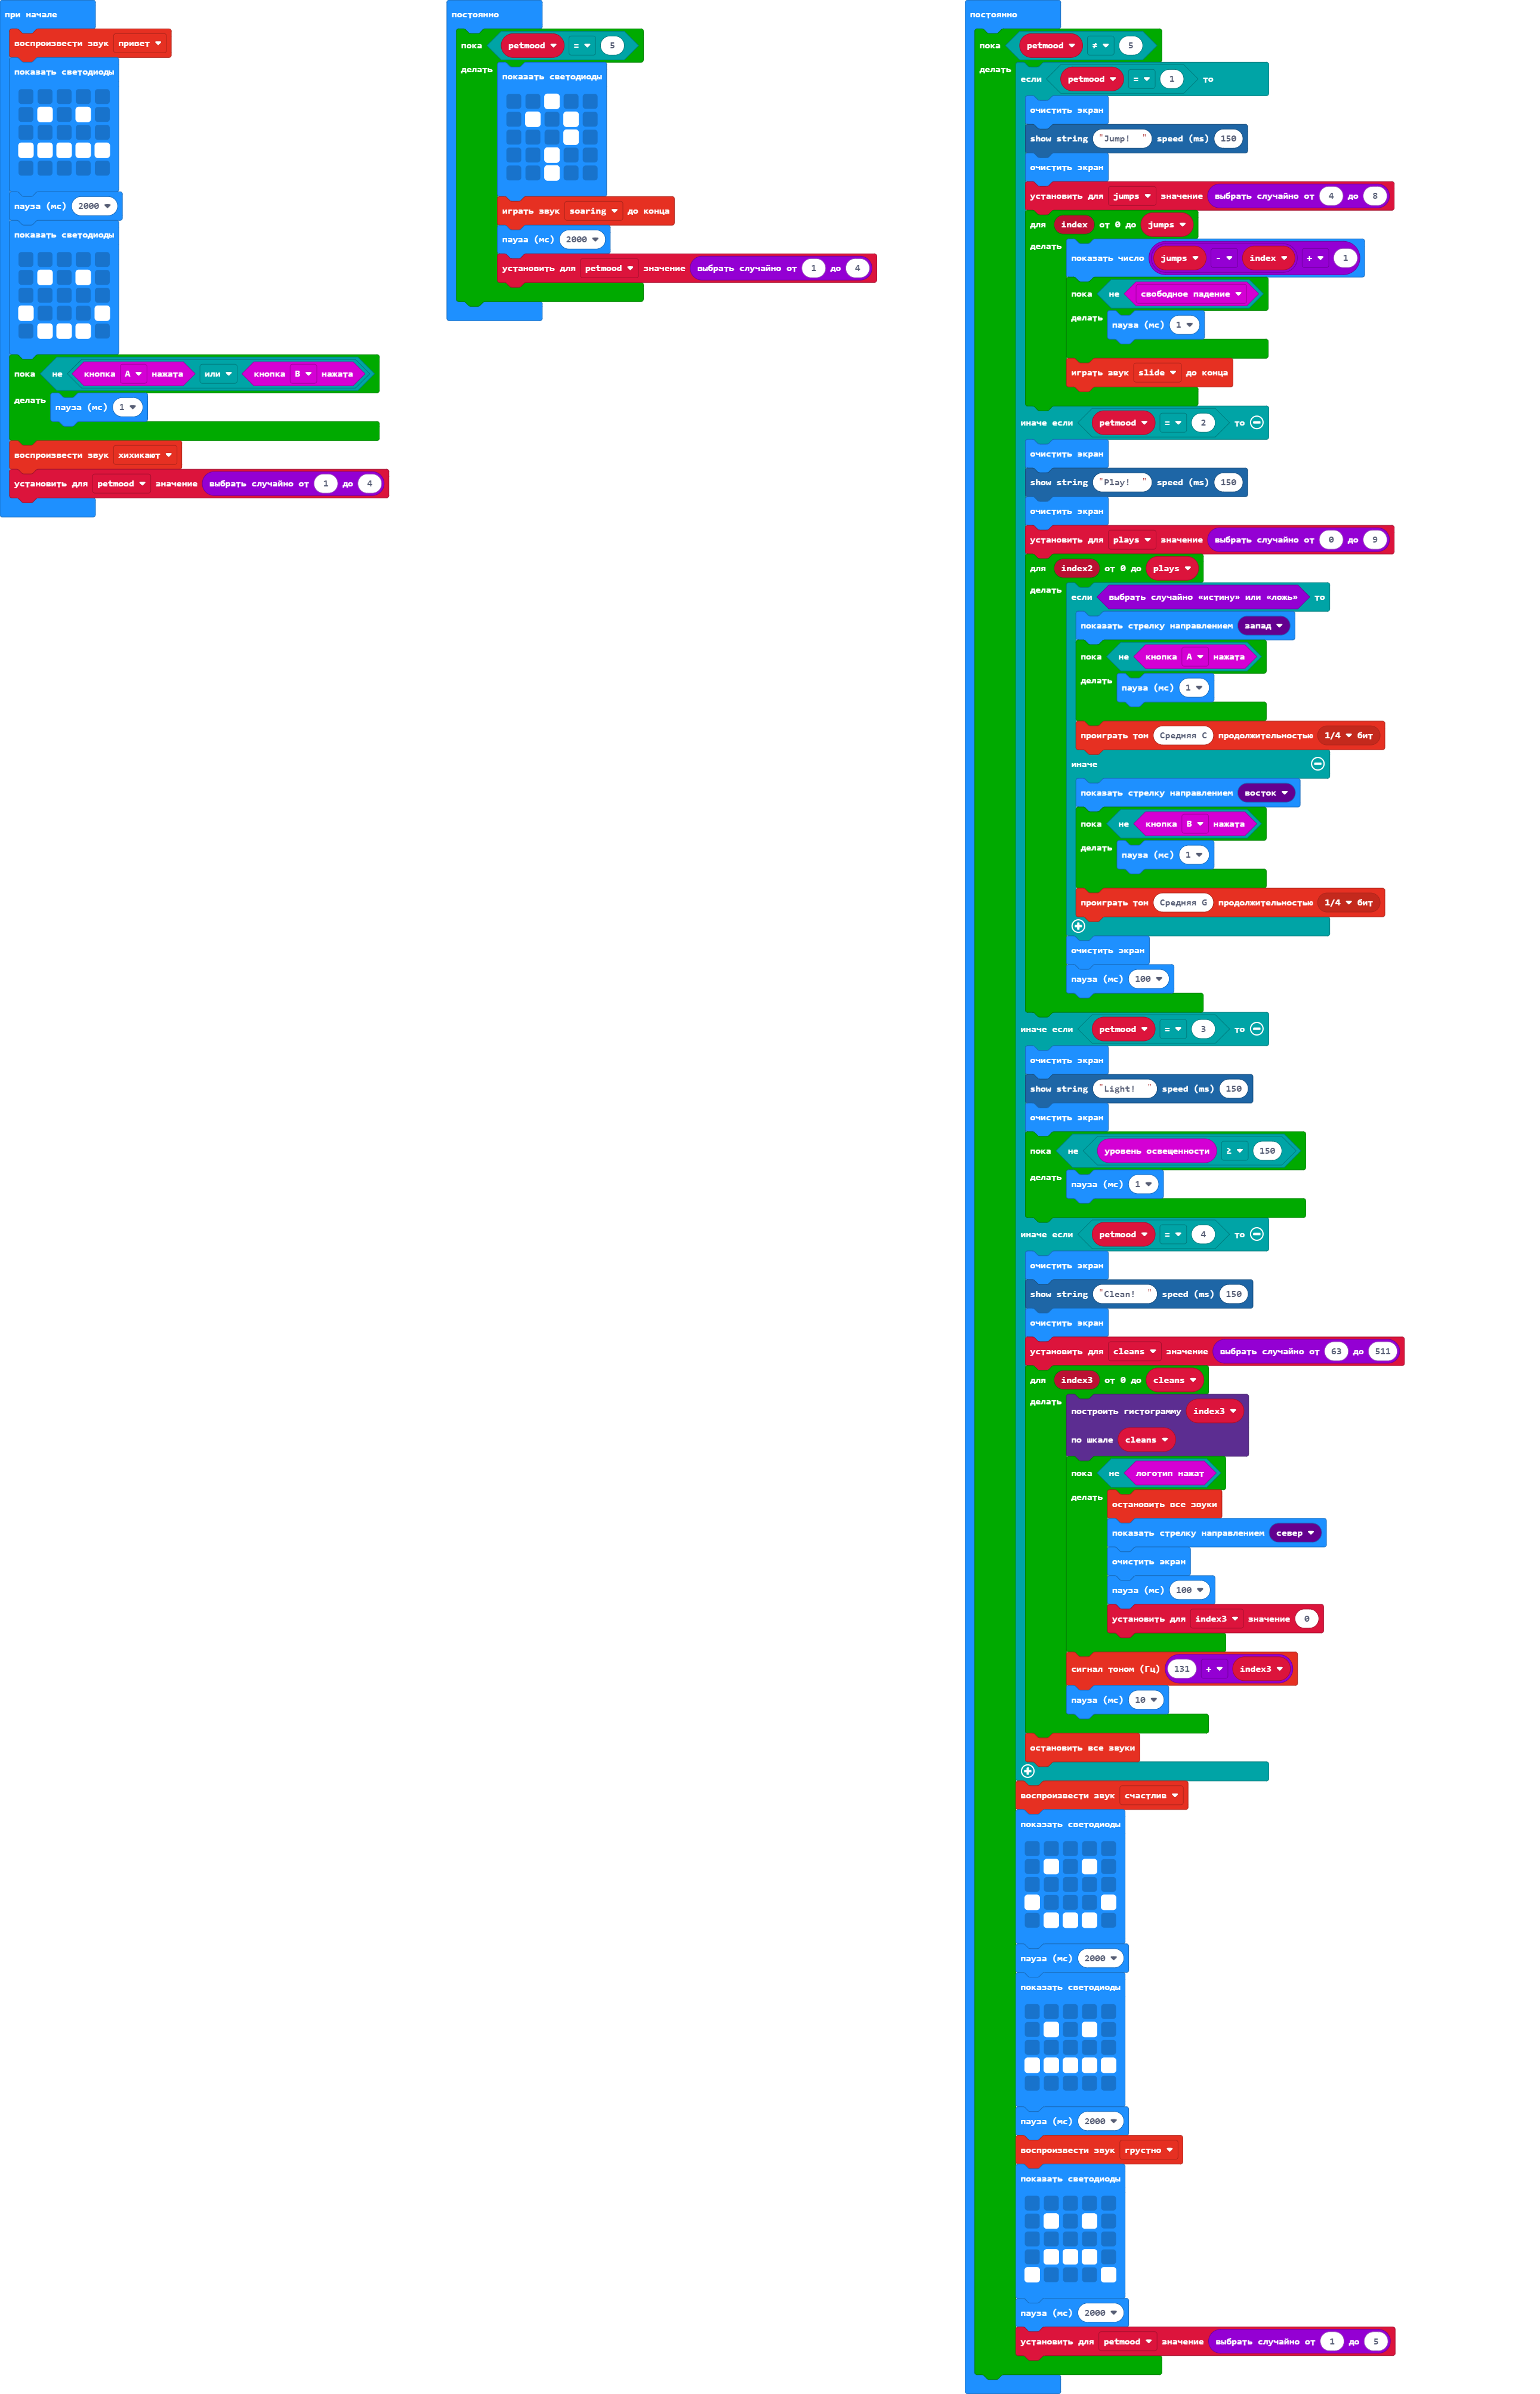 при начале
воспроизвести звук привет
показать светодиоды
пауза (мс) 2000
показать светодиоды
пока не кнопка A нажата или кнопка B нажата
делать пауза (мс) 1
воспроизвести звук хихикают
установить для petmood значение выбрать случайно от 1 до 4
постоянно
пока petmood = 5
делать
показать светодиоды
играть звук soaring до конца
пауза (мс) 2000
установить для petmood значение выбрать случайно от 1 до 4
постоянно
пока petmood ≠ 5
делать
если petmood = 1 то
очистить экран
show string "Jump! " speed (ms) 150
очистить экран
установить для jumps значение выбрать случайно от 4 до 8
для index от 0 до jumps
делать
показать число jumps - index + 1
пока не свободное падение
делать пауза (мс) 1
играть звук slide до конца
иначе если petmood = 2 то
очистить экран
show string "Play! " speed (ms) 150
очистить экран
установить для plays значение выбрать случайно от 0 до 9
для index2 от 0 до plays
делать
если выбрать случайно «истину» или «ложь» то
показать стрелку направлением запад
пока не кнопка A нажата
делать пауза (мс) 1
проиграть тон Средняя C продолжительностью 1/4 бит
иначе
показать стрелку направлением восток
пока не кнопка B нажата
делать пауза (мс) 1
проиграть тон Средняя G продолжительностью 1/4 бит
очистить экран
пауза (мс) 100
иначе если petmood = 3 то
очистить экран
show string "Light! " speed (ms) 150
очистить экран
пока не уровень освещенности ≥ 150
делать пауза (мс) 1
иначе если petmood = 4 то
очистить экран
show string "Clean! " speed (ms) 150
очистить экран
установить для cleans значение выбрать случайно от 63 до 511
для index3 от 0 до cleans
делать
построить гистограмму index3
по шкале cleans
пока не логотип нажат
делать
остановить все звуки
показать стрелку направлением север
очистить экран
пауза (мс) 100
установить для index3 значение 0
сигнал тоном (Гц) 131 + index3
пауза (мс) 10
остановить все звуки
воспроизвести звук счастлив
показать светодиоды
пауза (мс) 2000
показать светодиоды
пауза (мс) 2000
воспроизвести звук грустно
показать светодиоды
пауза (мс) 2000
установить для petmood значение выбрать случайно от 1 до 5